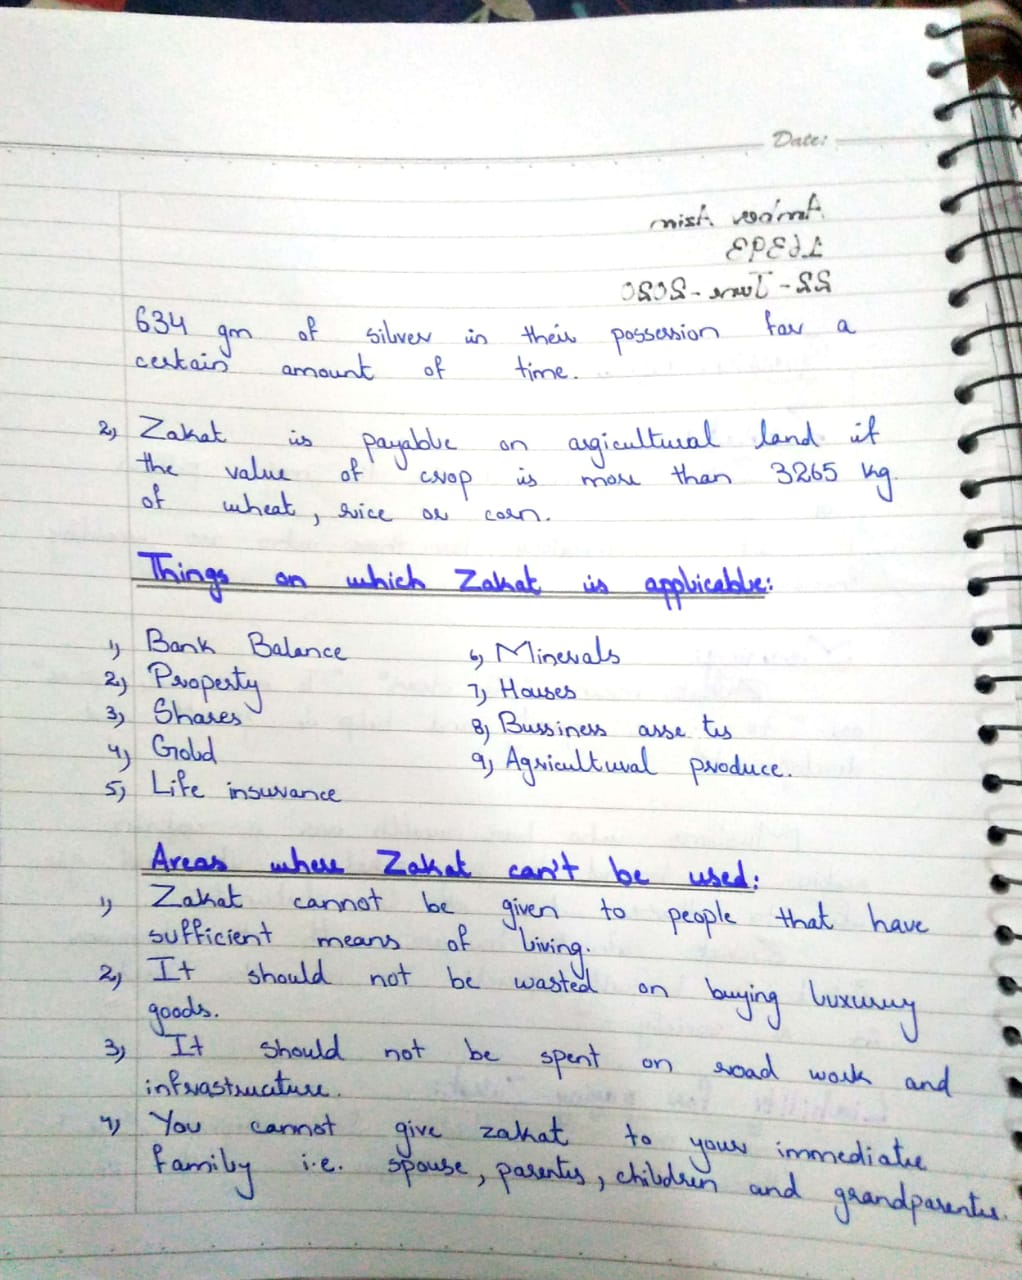 Date:
Azim
22-June-2020
634 gm of silver in their possession for a
certain amount of time.
2) Zakat is payable on argicultural land if
the value of crop is more than 3265 kg.
of wheat, rice or corn.
Things on which Zakat is applicable:
1) Bank Balance
2) Property
3) Shares
4) Gold
5) Life insurance
6) Minerals
7) Houses
8) Bussiness assets
9) Agricultural produce.
Areas where Zakat can't be used:
1) Zakat cannot be given to people that have
sufficient means of living.
2) It should not be wasted on buying luxury
goods.
3) It should not be spent on road work and
infrastructure.
4) You cannot give zakat to your immediate
family i.e. spouse, parents, children and grandparents.